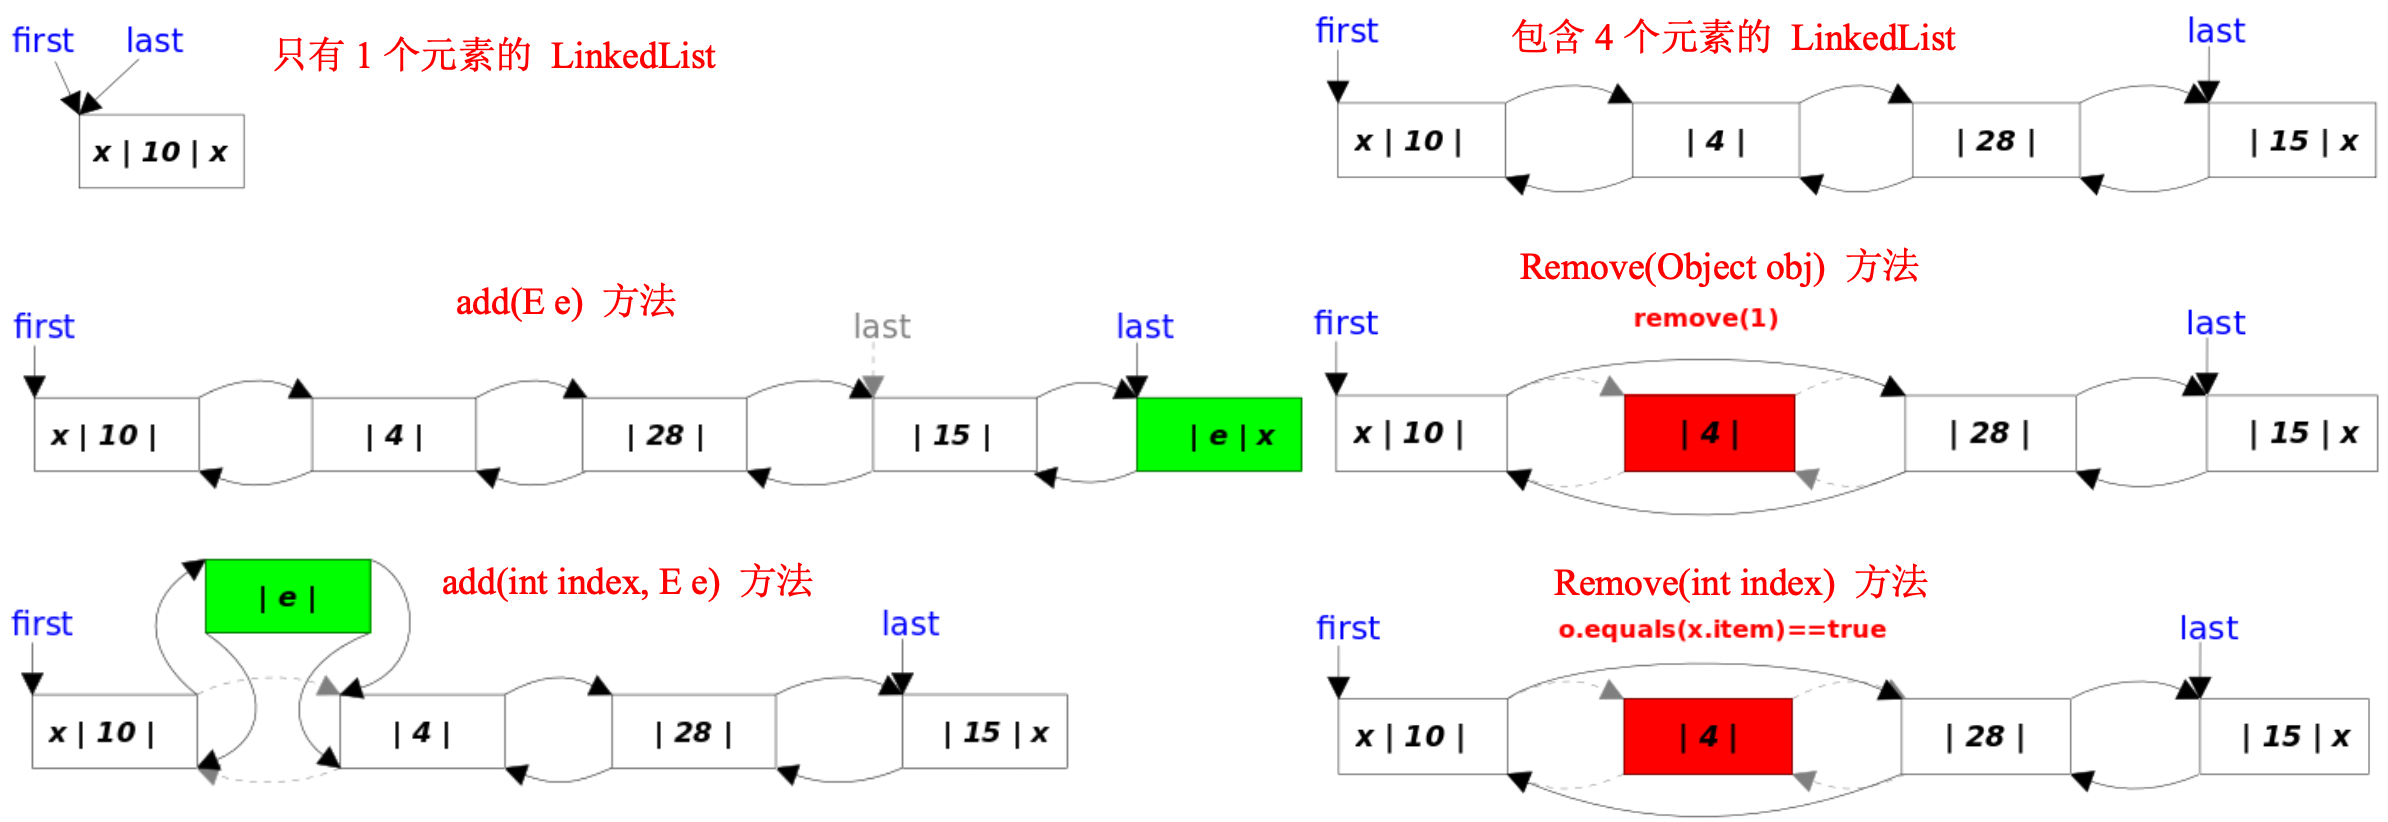 first last 只有 1 个元素的 LinkedList
x | 10 | x
first 包含 4 个元素的 LinkedList last
x | 10 | | 4 | | 28 | | 15 | x
add(E e) 方法
first last last
x | 10 | | 4 | | 28 | | 15 | | e | x
Remove(Object obj) 方法
remove(1)
first last
x | 10 | | 4 | | 28 | | 15 | x
add(int index, E e) 方法
| e |
first last
x | 10 | | 4 | | 28 | | 15 | x
Remove(int index) 方法
o.equals(x.item)==true
first last
x | 10 | | 4 | | 28 | | 15 | x